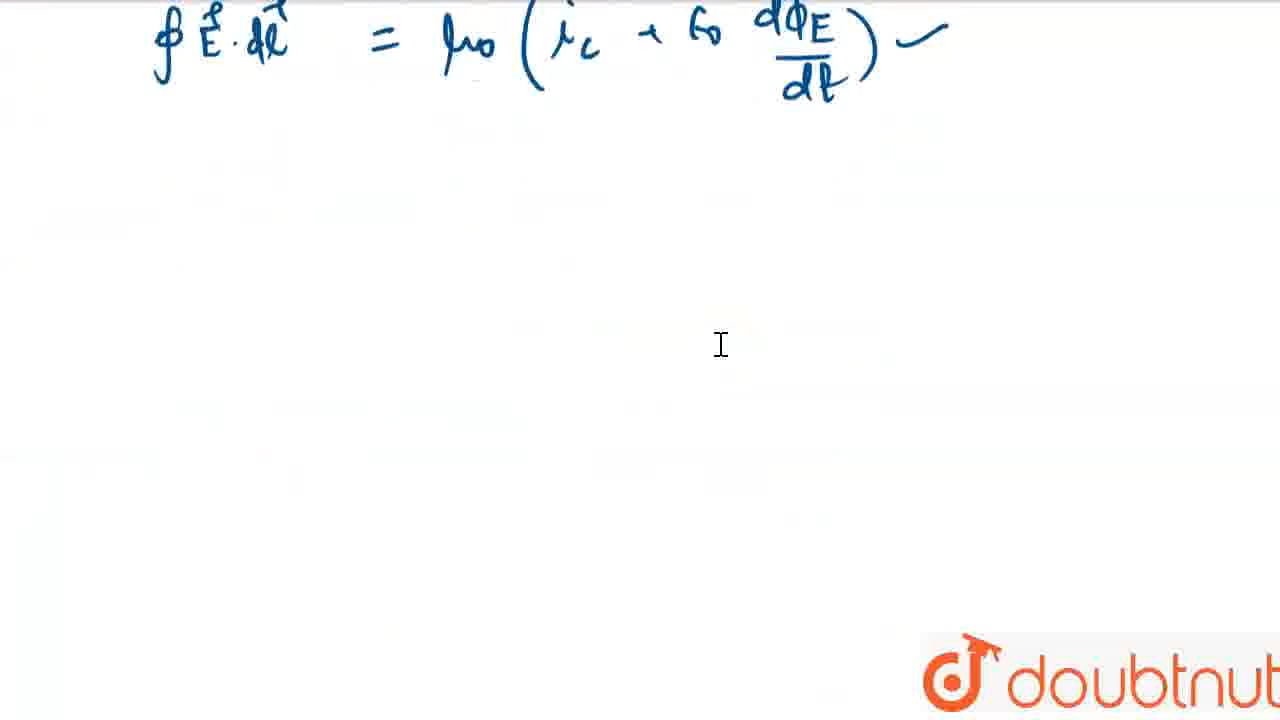 ∮ E⃗ · dl⃗ = μ₀ (i_c + ε₀ dΦ_E/dt) ✓
doubtnut